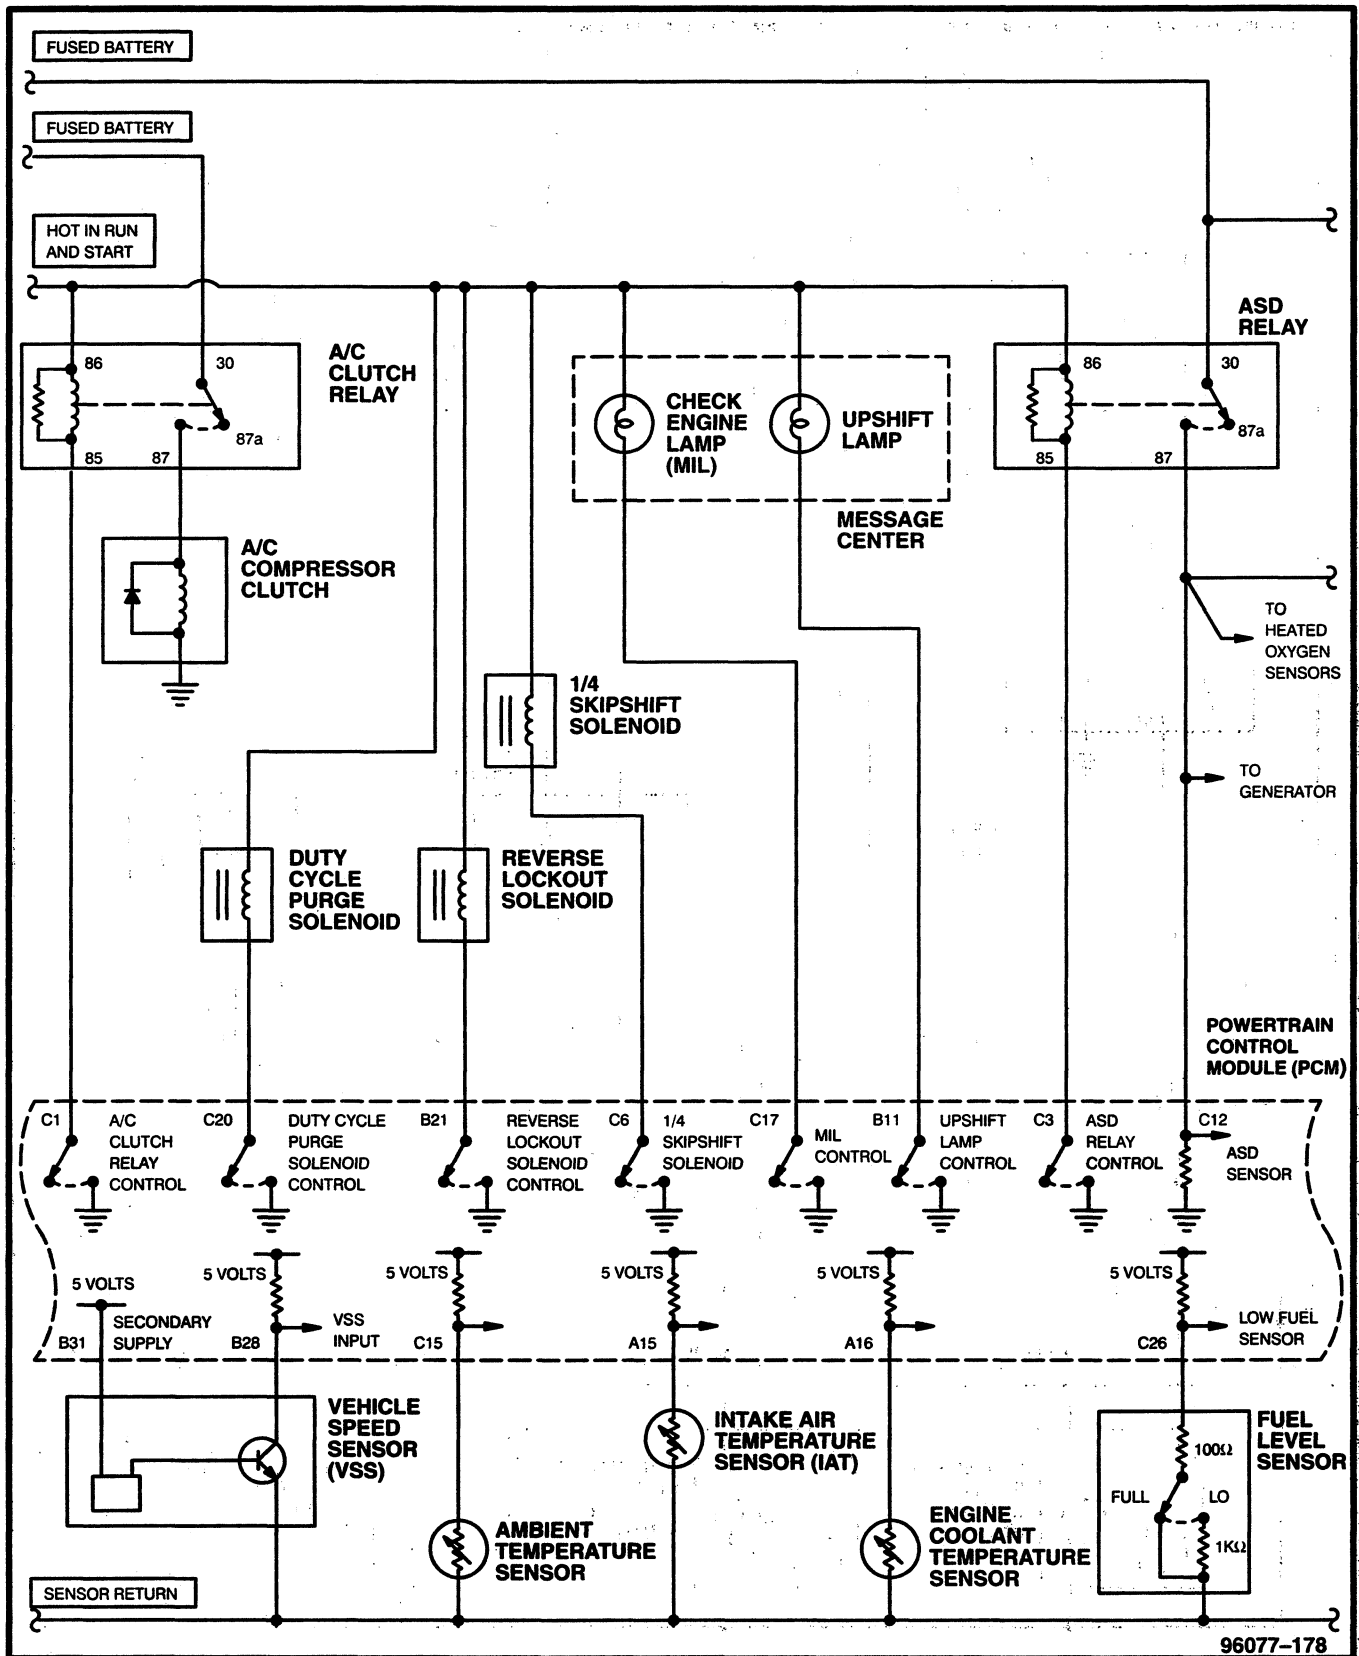 FUSED BATTERY
FUSED BATTERY
HOT IN RUN
AND START
ASD
RELAY
A/C
CLUTCH
RELAY
86
30
87a
85
87
CHECK
ENGINE
LAMP
(MIL)
UPSHIFT
LAMP
86
30
87a
85
87
MESSAGE
CENTER
A/C
COMPRESSOR
CLUTCH
TO
HEATED
OXYGEN
SENSORS
1/4
SKIPSHIFT
SOLENOID
TO
GENERATOR
DUTY
CYCLE
PURGE
SOLENOID
REVERSE
LOCKOUT
SOLENOID
POWERTRAIN
CONTROL
MODULE (PCM)
C1
A/C
CLUTCH
RELAY
CONTROL
C20
DUTY CYCLE
PURGE
SOLENOID
CONTROL
B21
REVERSE
LOCKOUT
SOLENOID
CONTROL
C6
1/4
SKIPSHIFT
SOLENOID
C17
MIL
CONTROL
B11
UPSHIFT
LAMP
CONTROL
C3
ASD
RELAY
CONTROL
C12
ASD
SENSOR
5 VOLTS
SECONDARY
SUPPLY
B31
5 VOLTS
VSS
INPUT
B28
5 VOLTS
C15
5 VOLTS
A15
5 VOLTS
A16
5 VOLTS
LOW FUEL
SENSOR
C26
VEHICLE
SPEED
SENSOR
(VSS)
INTAKE AIR
TEMPERATURE
SENSOR (IAT)
FUEL
LEVEL
SENSOR
100Ω
FULL
LO
1KΩ
AMBIENT
TEMPERATURE
SENSOR
ENGINE
COOLANT
TEMPERATURE
SENSOR
SENSOR RETURN
96077–178